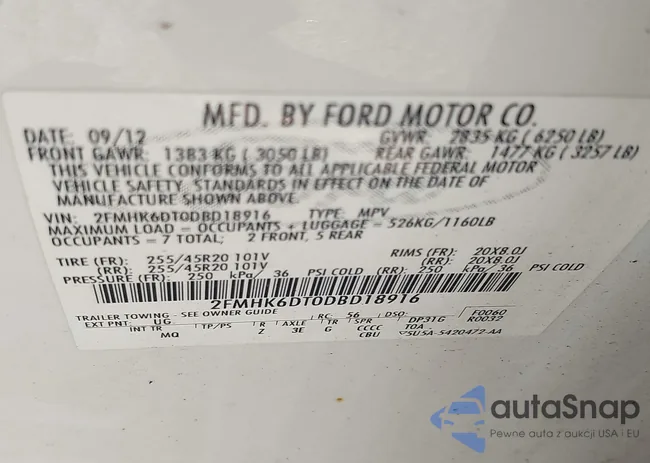 MFD. BY FORD MOTOR CO.
DATE: 09/12 GVWR: 2835 KG ( 6250 LB)
FRONT GAWR: 1383 KG ( 3050 LB) REAR GAWR: 1477 KG ( 3257 LB)
THIS VEHICLE CONFORMS TO ALL APPLICABLE FEDERAL MOTOR
VEHICLE SAFETY STANDARDS IN EFFECT ON THE DATE OF
MANUFACTURE SHOWN ABOVE
VIN: 2FMHK6DT0DBD18916 TYPE: MPV
MAXIMUM LOAD = OCCUPANTS + LUGGAGE = 526KG/1160LB
OCCUPANTS = 7 TOTAL; 2 FRONT, 5 REAR
TIRE (FR): 255/45R20 101V RIMS (FR): 20X8.0J
(RR): 255/45R20 101V (RR): 20X8.0J
PRESSURE (FR): 250 kPa/ 36 PSI COLD (RR): 250 kPa/ 36 PSI COLD
2FMHK6DT0DBD18916
TRAILER TOWING - SEE OWNER GUIDE RC: 56 DSO: F0060
EXT PNT: UG DP31G R0032
INT TR TP/PS R AXLE TR SPR TOA
MQ Z 3E G CCCC 5U5A-5420472-AA
CBU
autaSnap
Pewne auta z aukcji USA i EU